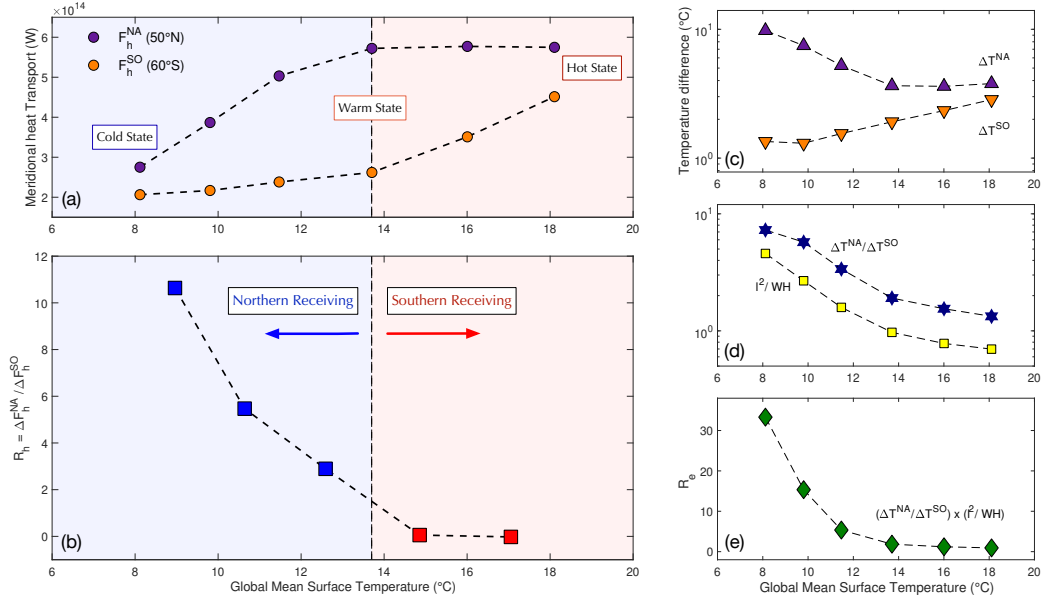 × 10^14
Meridional heat Transport (W)
6
5
4
3
2
F_h^NA (50°N)
F_h^SO (60°S)
Cold State
Warm State
Hot State
(a)
6 8 10 12 14 16 18 20
R_h = ΔF_h^NA / ΔF_h^SO
12
10
8
6
4
2
0
Northern Receiving
Southern Receiving
(b)
6 8 10 12 14 16 18 20
Global Mean Surface Temperature (°C)
Temperature difference (°C)
10^1
10^0
ΔT^NA
ΔT^SO
(c)
6 8 10 12 14 16 18 20
10^1
10^0
ΔT^NA/ΔT^SO
l^2/ WH
(d)
6 8 10 12 14 16 18 20
R_e
30
20
10
0
(ΔT^NA/ΔT^SO) x (l^2/ WH)
(e)
6 8 10 12 14 16 18 20
Global Mean Surface Temperature (°C)